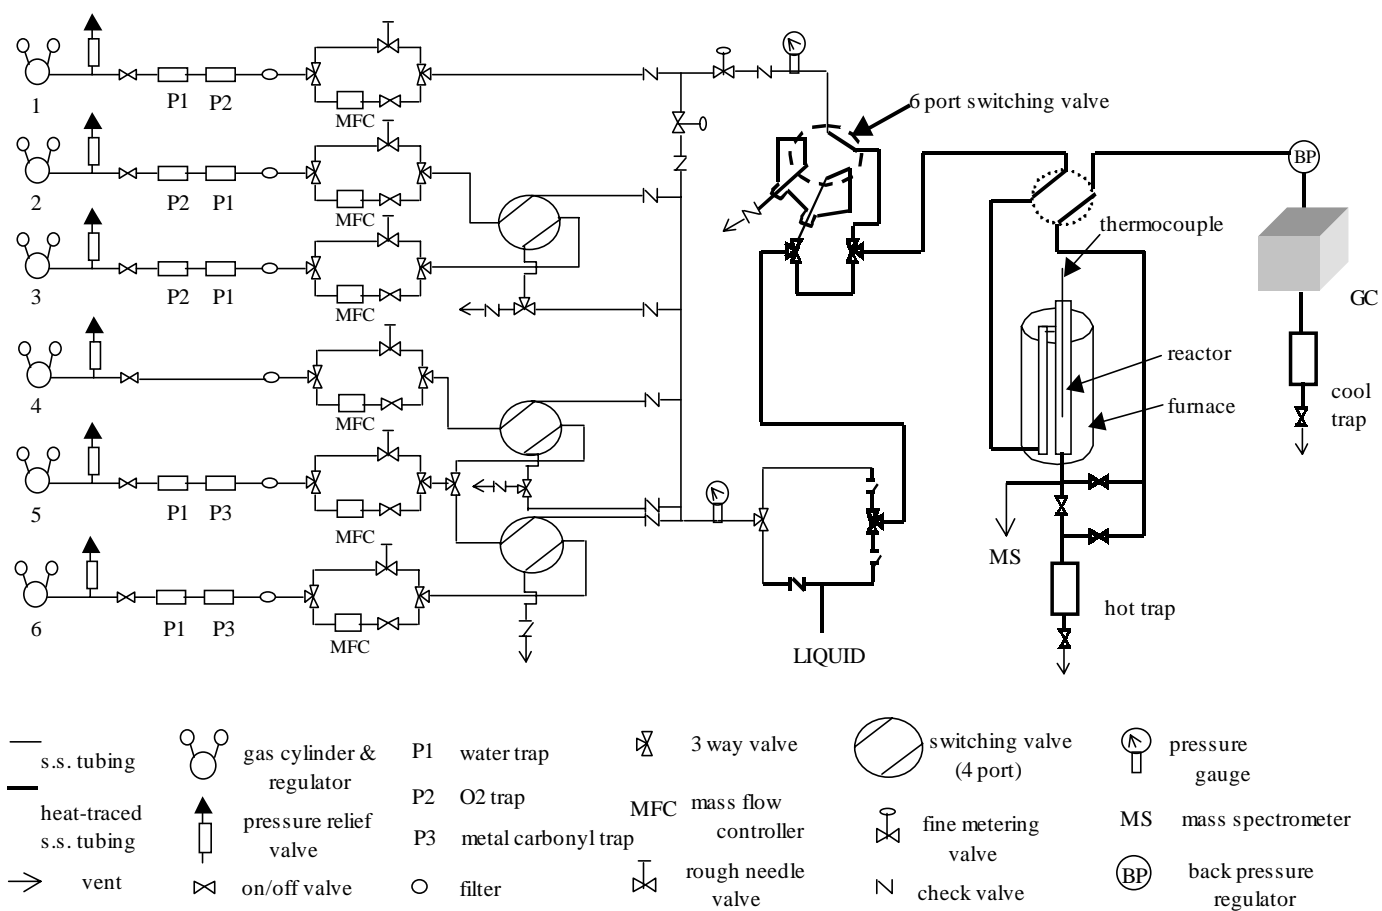 6 port switching valve
1
P1 P2
MFC
BP
2
P2 P1
MFC
thermocouple
3
P2 P1
MFC
GC
4
MFC
reactor
furnace
cool
trap
5
P1 P3
MFC
MS
6
P1 P3
MFC
hot trap
LIQUID
s.s. tubing
heat-traced
s.s. tubing
vent
gas cylinder &
regulator
pressure relief
valve
on/off valve
P1 water trap
P2 O2 trap
P3 metal carbonyl trap
filter
3 way valve
MFC mass flow
controller
rough needle
valve
switching valve
(4 port)
fine metering
valve
check valve
pressure
gauge
MS mass spectrometer
BP back pressure
regulator